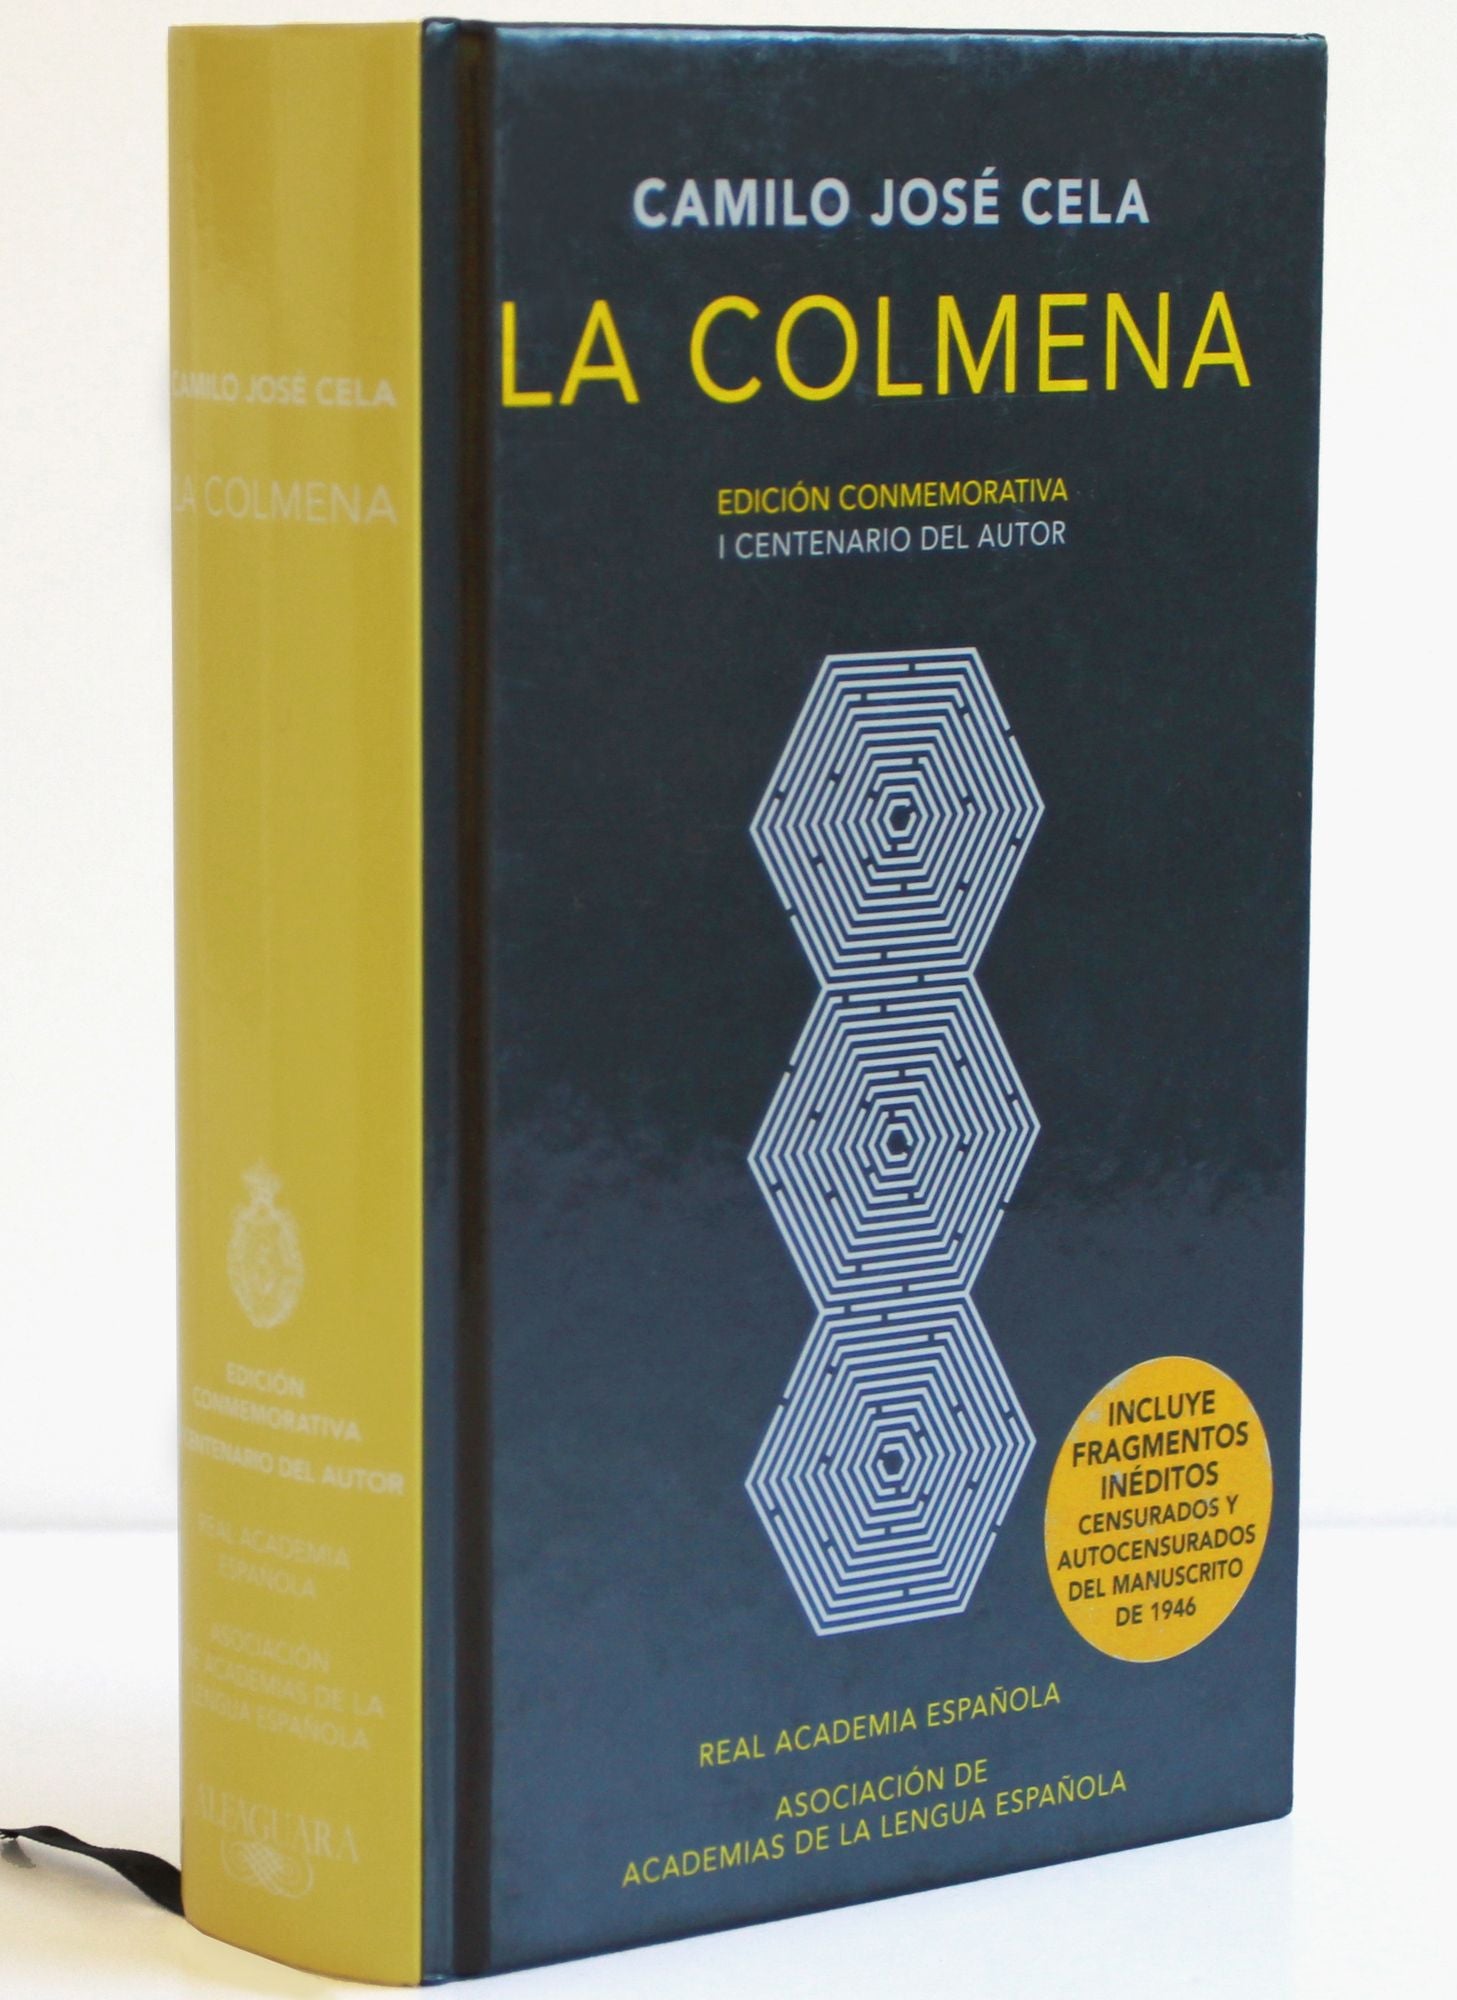 CAMILO JOSÉ CELA
LA COLMENA
EDICIÓN
CONMEMORATIVA
CENTENARIO DEL AUTOR
REAL ACADEMIA
ESPAÑOLA
ASOCIACIÓN
DE ACADEMIAS DE LA
LENGUA ESPAÑOLA
ALFAGUARA
CAMILO JOSÉ CELA
LA COLMENA
EDICIÓN CONMEMORATIVA
I CENTENARIO DEL AUTOR
INCLUYE
FRAGMENTOS
INÉDITOS
CENSURADOS Y
AUTOCENSURADOS
DEL MANUSCRITO
DE 1946
REAL ACADEMIA ESPAÑOLA
ASOCIACIÓN DE
ACADEMIAS DE LA LENGUA ESPAÑOLA